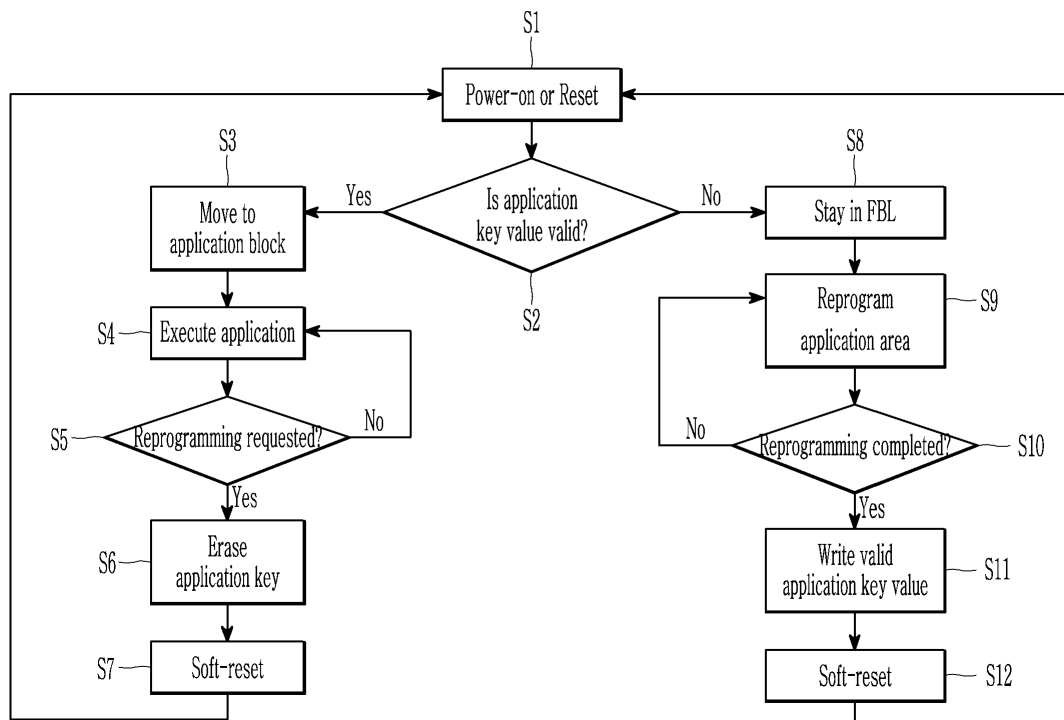 S1
Power-on or Reset
S3
S8
Yes
Is application
key value valid?
No
Move to
application block
Stay in FBL
S2
S4
Execute application
Reprogram
application area
S9
S5
Reprogramming requested?
No
No
Reprogramming completed?
S10
Yes
Yes
S6
Erase
application key
Write valid
application key value
S11
S7
Soft-reset
Soft-reset
S12